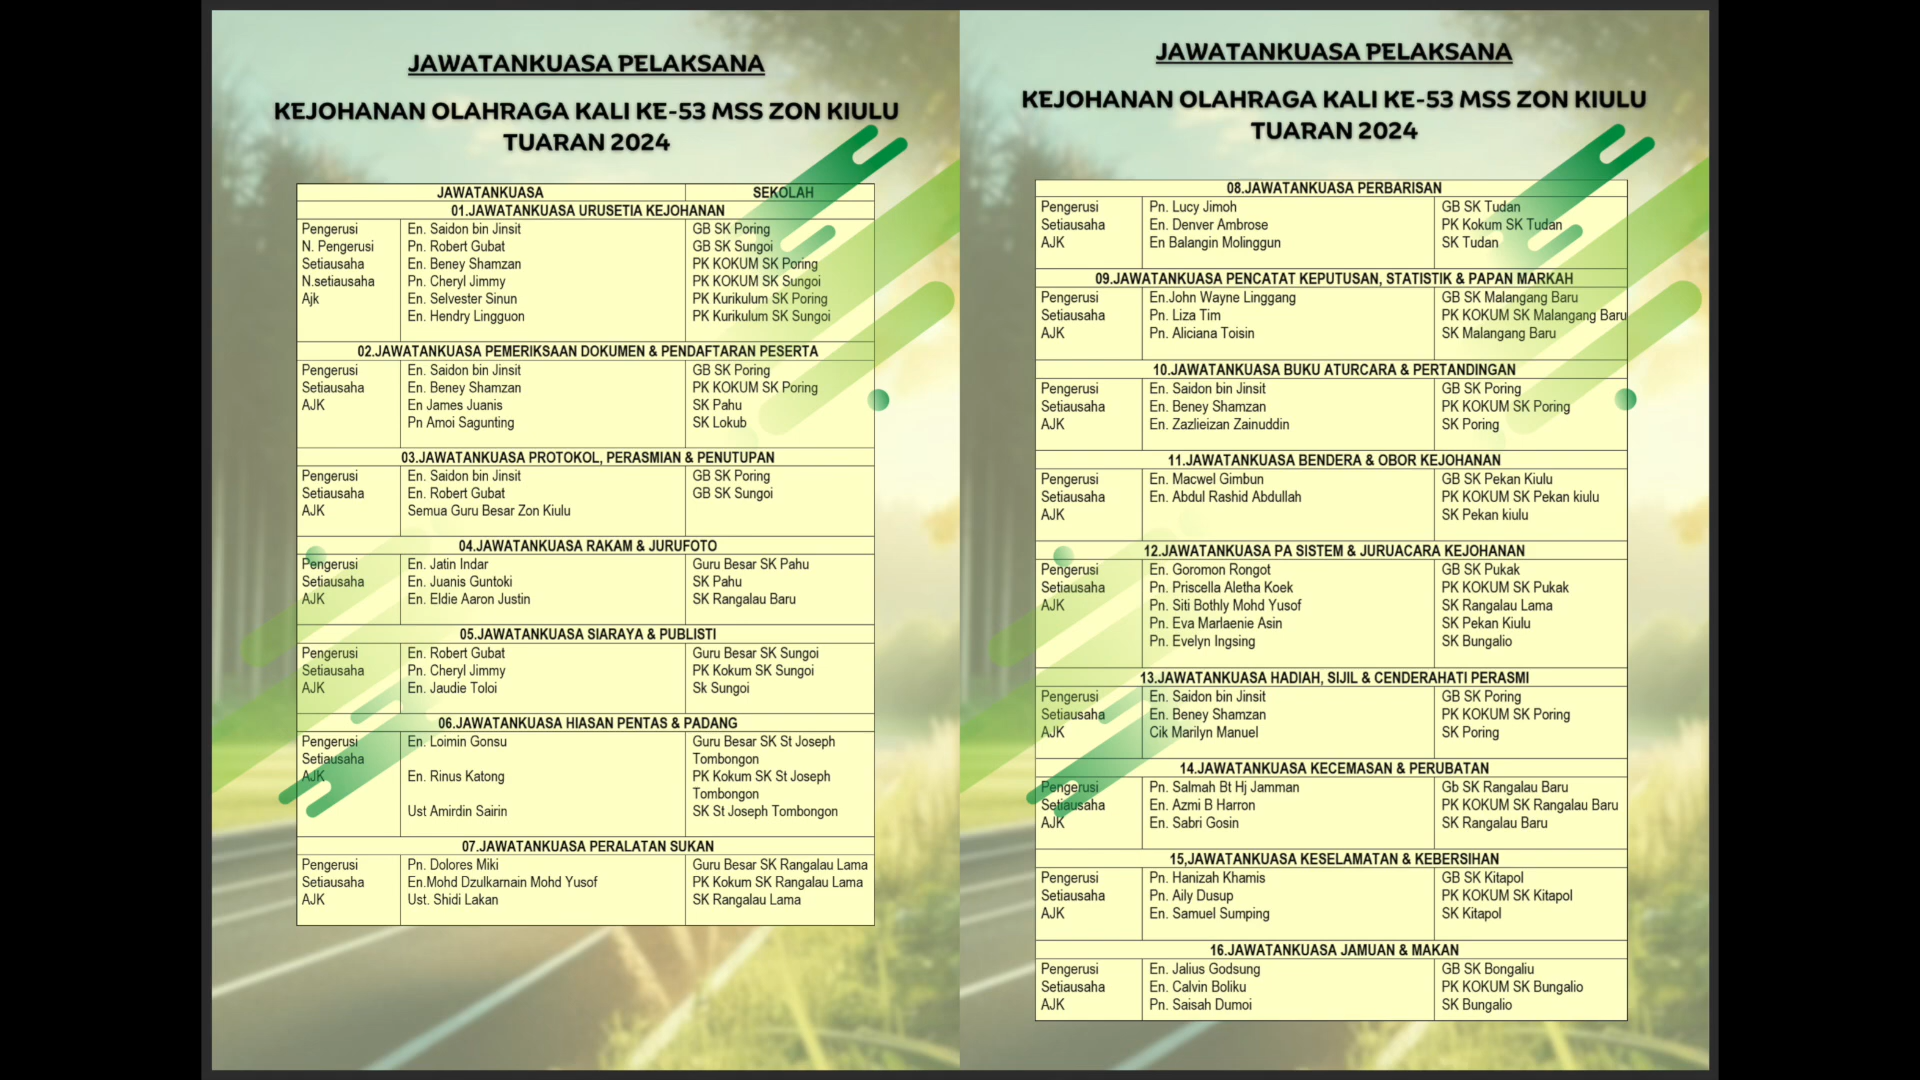 JAWATANKUASA PELAKSANA
KEJOHANAN OLAHRAGA KALI KE-53 MSS ZON KIULU
TUARAN 2024
JAWATANKUASA SEKOLAH
01.JAWATANKUASA URUSETIA KEJOHANAN
Pengerusi En. Saidon bin Jinsit GB SK Poring
N. Pengerusi Pn. Robert Gubat GB SK Sungoi
Setiausaha En. Beney Shamzan PK KOKUM SK Poring
N.setiausaha Pn. Cheryl Jimmy PK KOKUM SK Sungoi
Ajk En. Selvester Sinun PK Kurikulum SK Poring
En. Hendry Lingguon PK Kurikulum SK Sungoi
02.JAWATANKUASA PEMERIKSAAN DOKUMEN & PENDAFTARAN PESERTA
Pengerusi En. Saidon bin Jinsit GB SK Poring
Setiausaha En. Beney Shamzan PK KOKUM SK Poring
AJK En James Juanis SK Pahu
Pn Amoi Sagunting SK Lokub
03.JAWATANKUASA PROTOKOL, PERASMIAN & PENUTUPAN
Pengerusi En. Saidon bin Jinsit GB SK Poring
Setiausaha En. Robert Gubat GB SK Sungoi
AJK Semua Guru Besar Zon Kiulu
04.JAWATANKUASA RAKAM & JURUFOTO
Pengerusi En. Jatin Indar Guru Besar SK Pahu
Setiausaha En. Juanis Guntoki SK Pahu
AJK En. Eldie Aaron Justin SK Rangalau Baru
05.JAWATANKUASA SIARAYA & PUBLISTI
Pengerusi En. Robert Gubat Guru Besar SK Sungoi
Setiausaha Pn. Cheryl Jimmy PK Kokum SK Sungoi
AJK En. Jaudie Toloi Sk Sungoi
06.JAWATANKUASA HIASAN PENTAS & PADANG
Pengerusi En. Loimin Gonsu Guru Besar SK St Joseph
Setiausaha Tombongon
AJK En. Rinus Katong PK Kokum SK St Joseph
Tombongon
Ust Amirdin Sairin SK St Joseph Tombongon
07.JAWATANKUASA PERALATAN SUKAN
Pengerusi Pn. Dolores Miki Guru Besar SK Rangalau Lama
Setiausaha En.Mohd Dzulkarnain Mohd Yusof PK Kokum SK Rangalau Lama
AJK Ust. Shidi Lakan SK Rangalau Lama
JAWATANKUASA PELAKSANA
KEJOHANAN OLAHRAGA KALI KE-53 MSS ZON KIULU
TUARAN 2024
08.JAWATANKUASA PERBARISAN
Pengerusi Pn. Lucy Jimoh GB SK Tudan
Setiausaha En. Denver Ambrose PK Kokum SK Tudan
AJK En Balangin Molinggun SK Tudan
09.JAWATANKUASA PENCATAT KEPUTUSAN, STATISTIK & PAPAN MARKAH
Pengerusi En.John Wayne Linggang GB SK Malangang Baru
Setiausaha Pn. Liza Tim PK KOKUM SK Malangang Baru
AJK Pn. Aliciana Toisin SK Malangang Baru
10.JAWATANKUASA BUKU ATURCARA & PERTANDINGAN
Pengerusi En. Saidon bin Jinsit GB SK Poring
Setiausaha En. Beney Shamzan PK KOKUM SK Poring
AJK En. Zazlieizan Zainuddin SK Poring
11.JAWATANKUASA BENDERA & OBOR KEJOHANAN
Pengerusi En. Macwel Gimbun GB SK Pekan Kiulu
Setiausaha En. Abdul Rashid Abdullah PK KOKUM SK Pekan kiulu
AJK SK Pekan kiulu
12.JAWATANKUASA PA SISTEM & JURUACARA KEJOHANAN
Pengerusi En. Goromon Rongot GB SK Pukak
Setiausaha Pn. Priscella Aletha Koek PK KOKUM SK Pukak
AJK Pn. Siti Bothly Mohd Yusof SK Rangalau Lama
Pn. Eva Marlaenie Asin SK Pekan Kiulu
Pn. Evelyn Ingsing SK Bungalio
13.JAWATANKUASA HADIAH, SIJIL & CENDERAHATI PERASMI
Pengerusi En. Saidon bin Jinsit GB SK Poring
Setiausaha En. Beney Shamzan PK KOKUM SK Poring
AJK Cik Marilyn Manuel SK Poring
14.JAWATANKUASA KECEMASAN & PERUBATAN
Pengerusi Pn. Salmah Bt Hj Jamman Gb SK Rangalau Baru
Setiausaha En. Azmi B Harron PK KOKUM SK Rangalau Baru
AJK En. Sabri Gosin SK Rangalau Baru
15,JAWATANKUASA KESELAMATAN & KEBERSIHAN
Pengerusi Pn. Hanizah Khamis GB SK Kitapol
Setiausaha Pn. Aily Dusup PK KOKUM SK Kitapol
AJK En. Samuel Sumping SK Kitapol
16.JAWATANKUASA JAMUAN & MAKAN
Pengerusi En. Jalius Godsung GB SK Bongaliu
Setiausaha En. Calvin Boliku PK KOKUM SK Bungalio
AJK Pn. Saisah Dumoi SK Bungalio